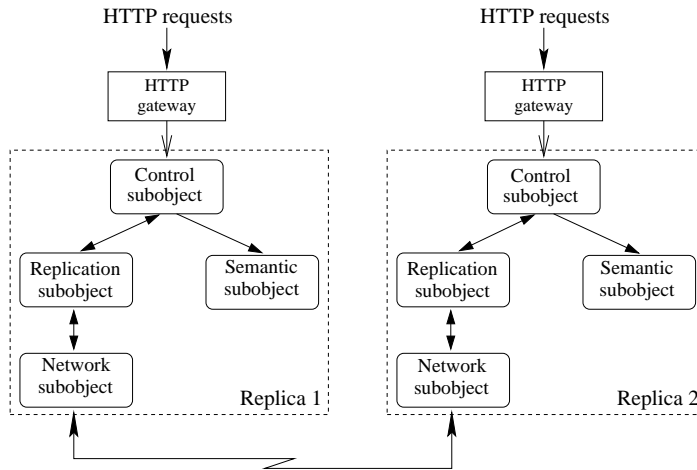 HTTP requests
HTTP
gateway
Control
subobject
Replication
subobject
Semantic
subobject
Network
subobject
Replica 1
HTTP requests
HTTP
gateway
Control
subobject
Replication
subobject
Semantic
subobject
Network
subobject
Replica 2